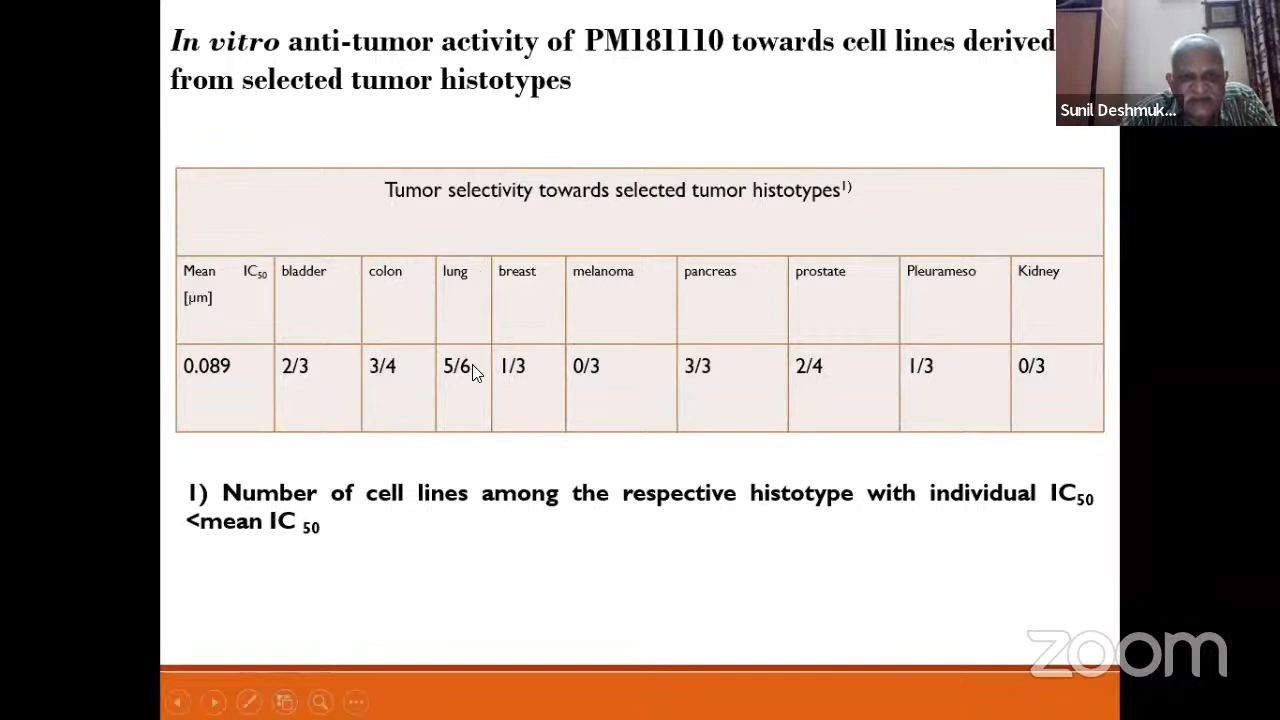 In vitro anti-tumor activity of PM181110 towards cell lines derived
from selected tumor histotypes
Sunil Deshmuk...
Tumor selectivity towards selected tumor histotypes1)
Mean IC50 bladder colon lung breast melanoma pancreas prostate Pleurameso Kidney
[µm]
0.089 2/3 3/4 5/6 1/3 0/3 3/3 2/4 1/3 0/3
1) Number of cell lines among the respective histotype with individual IC50
<mean IC 50
zoom